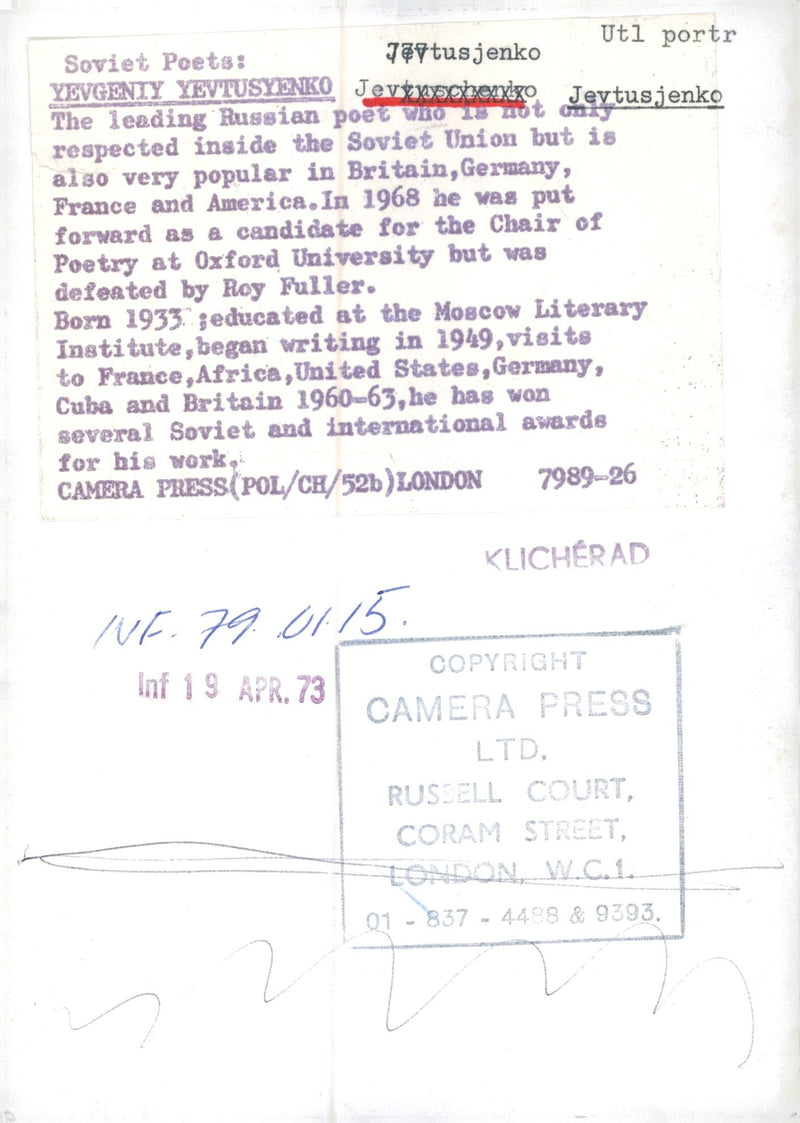 Utl portr
Soviet Poets:
YEVGENIY YEVTUSYENKO
Jevtusjenko
The leading Russian poet who is not only
respected inside the Soviet Union but is
also very popular in Britain,Germany,
France and America.In 1968 he was put
forward as a candidate for the Chair of
Poetry at Oxford University but was
defeated by Roy Fuller.
Born 1933 ;educated at the Moscow Literary
Institute,began writing in 1949,visits
to France,Africa,United States,Germany,
Cuba and Britain 1960-63,he has won
several Soviet and international awards
for his work.
CAMERA PRESS(POL/CH/52b)LONDON 7989-26
KLICHÉRAD
INF. 79.01.15.
Inf 19 APR. 73
COPYRIGHT
CAMERA PRESS
LTD.
RUSSELL COURT,
CORAM STREET,
LONDON, W.C.1.
01 - 837 - 4488 & 9393.